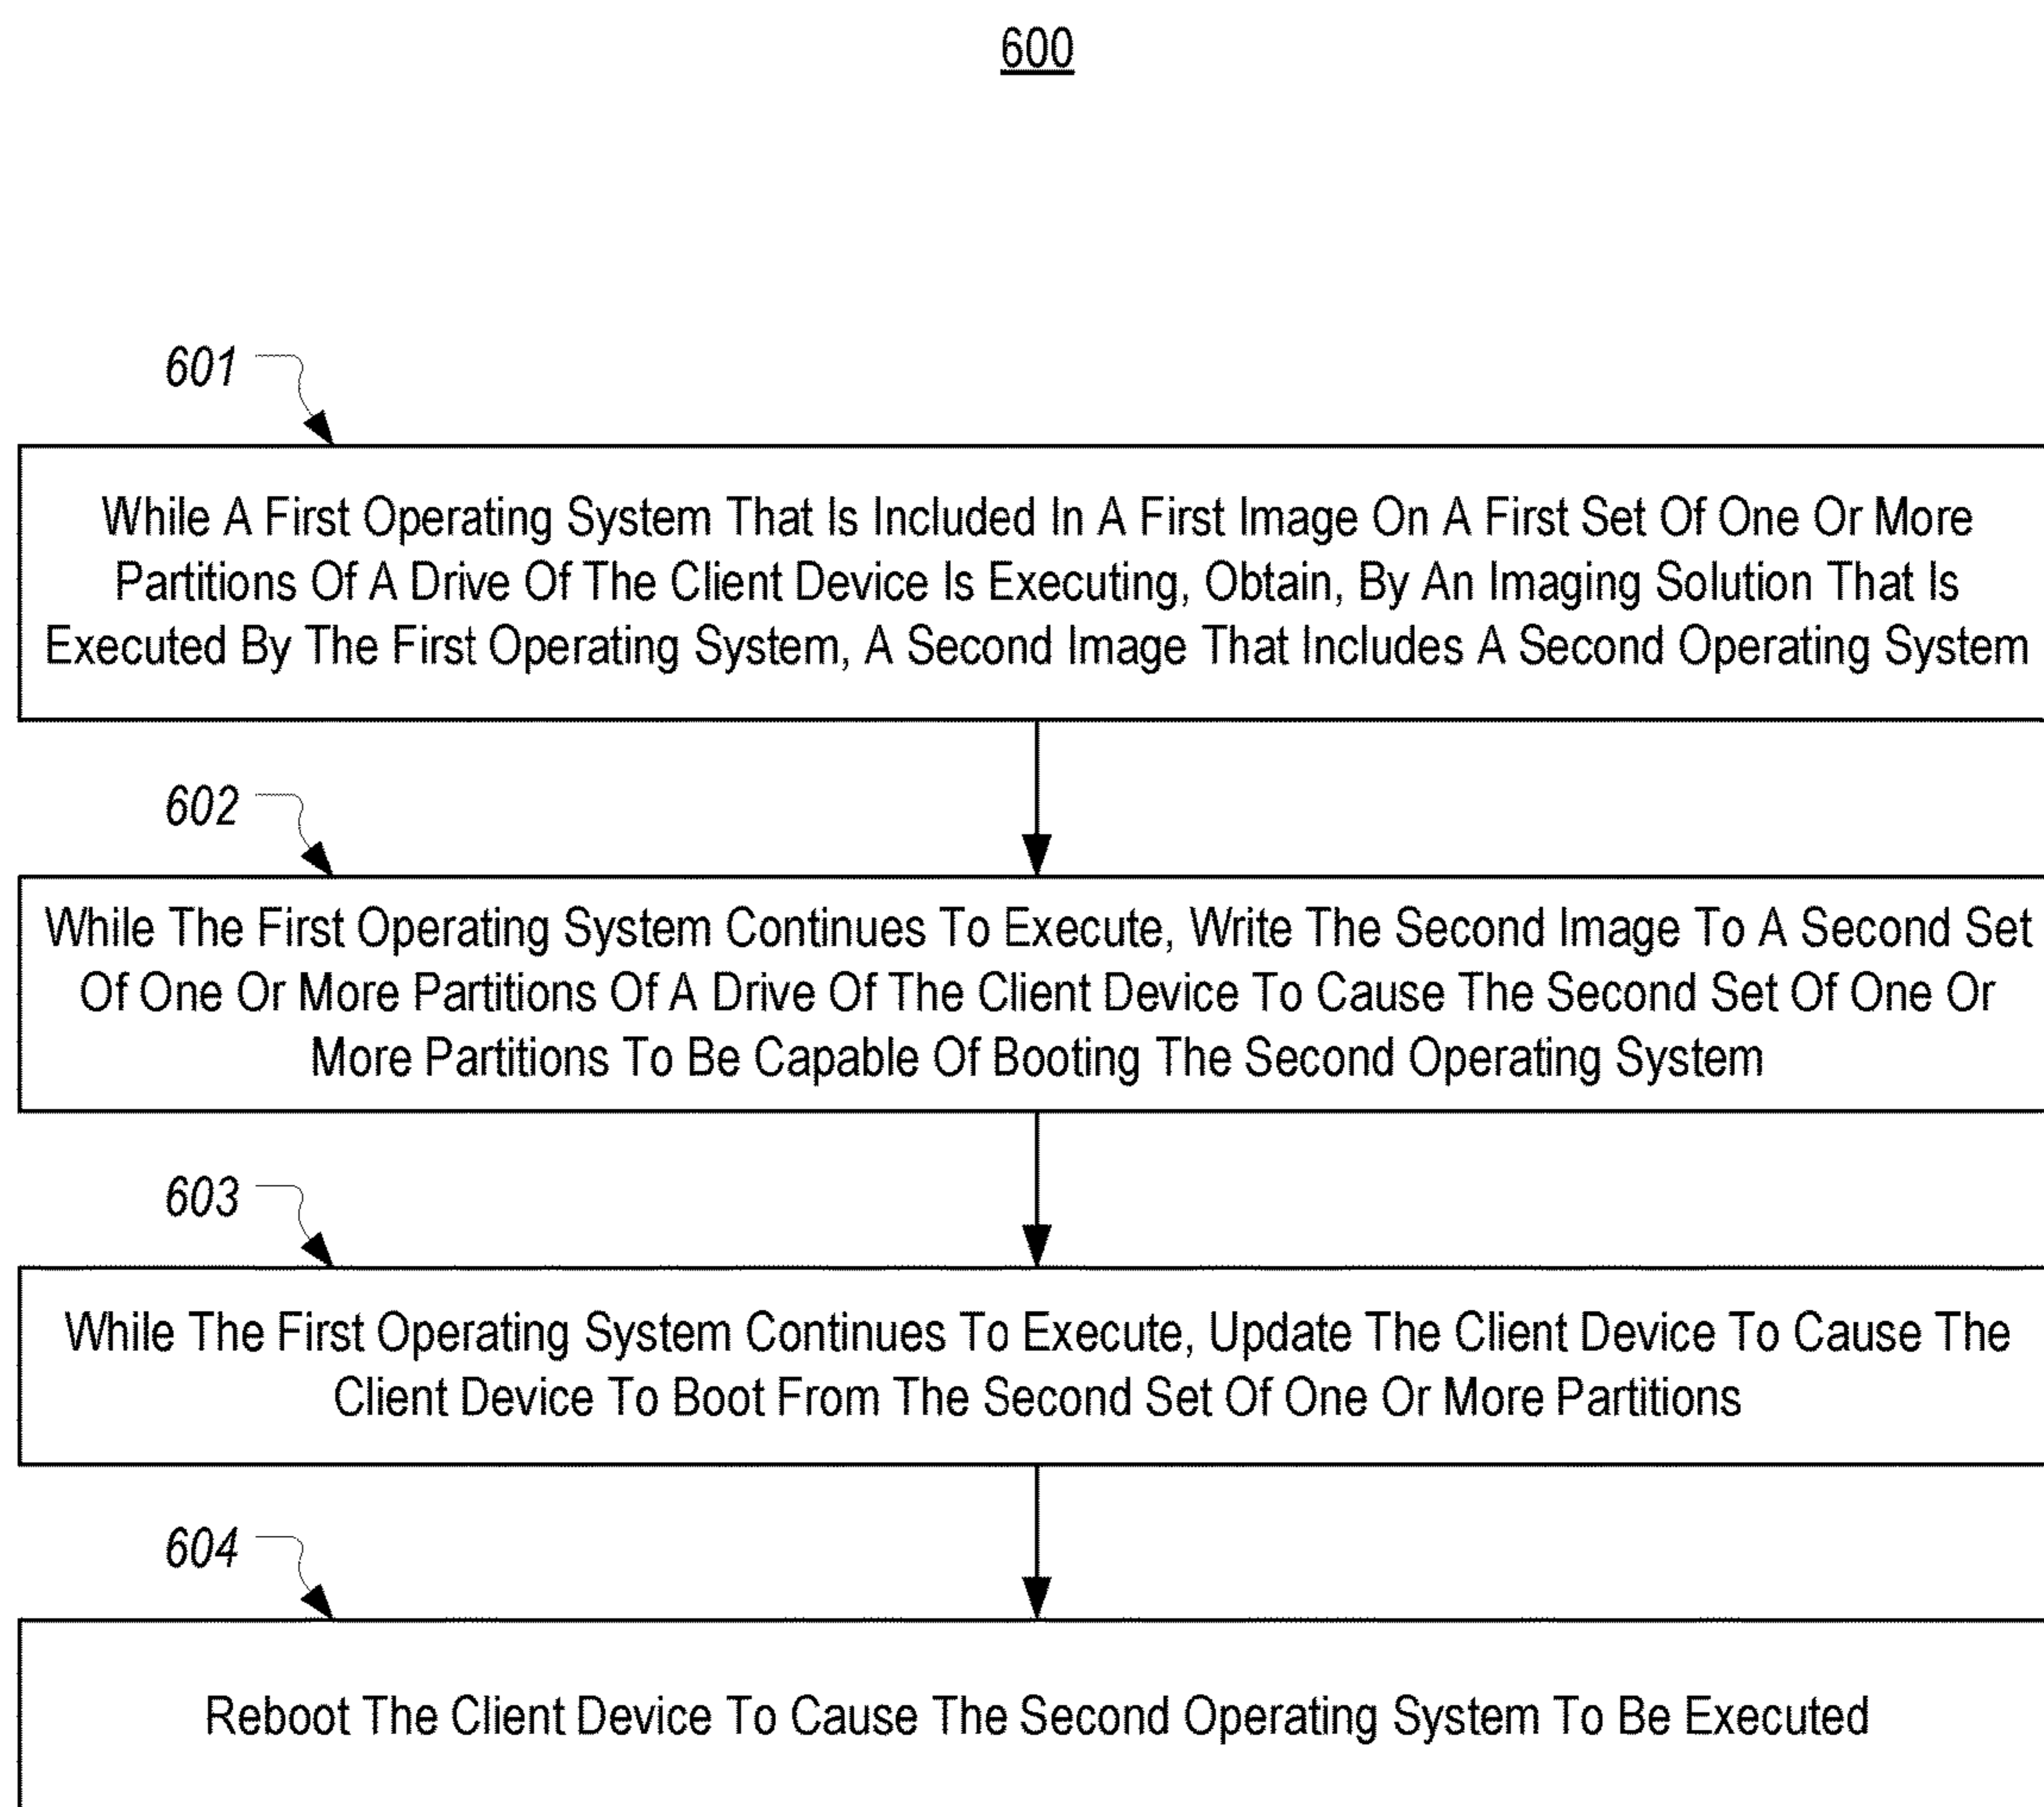 600
601
While A First Operating System That Is Included In A First Image On A First Set Of One Or More
Partitions Of A Drive Of The Client Device Is Executing, Obtain, By An Imaging Solution That Is
Executed By The First Operating System, A Second Image That Includes A Second Operating System
602
While The First Operating System Continues To Execute, Write The Second Image To A Second Set
Of One Or More Partitions Of A Drive Of The Client Device To Cause The Second Set Of One Or
More Partitions To Be Capable Of Booting The Second Operating System
603
While The First Operating System Continues To Execute, Update The Client Device To Cause The
Client Device To Boot From The Second Set Of One Or More Partitions
604
Reboot The Client Device To Cause The Second Operating System To Be Executed